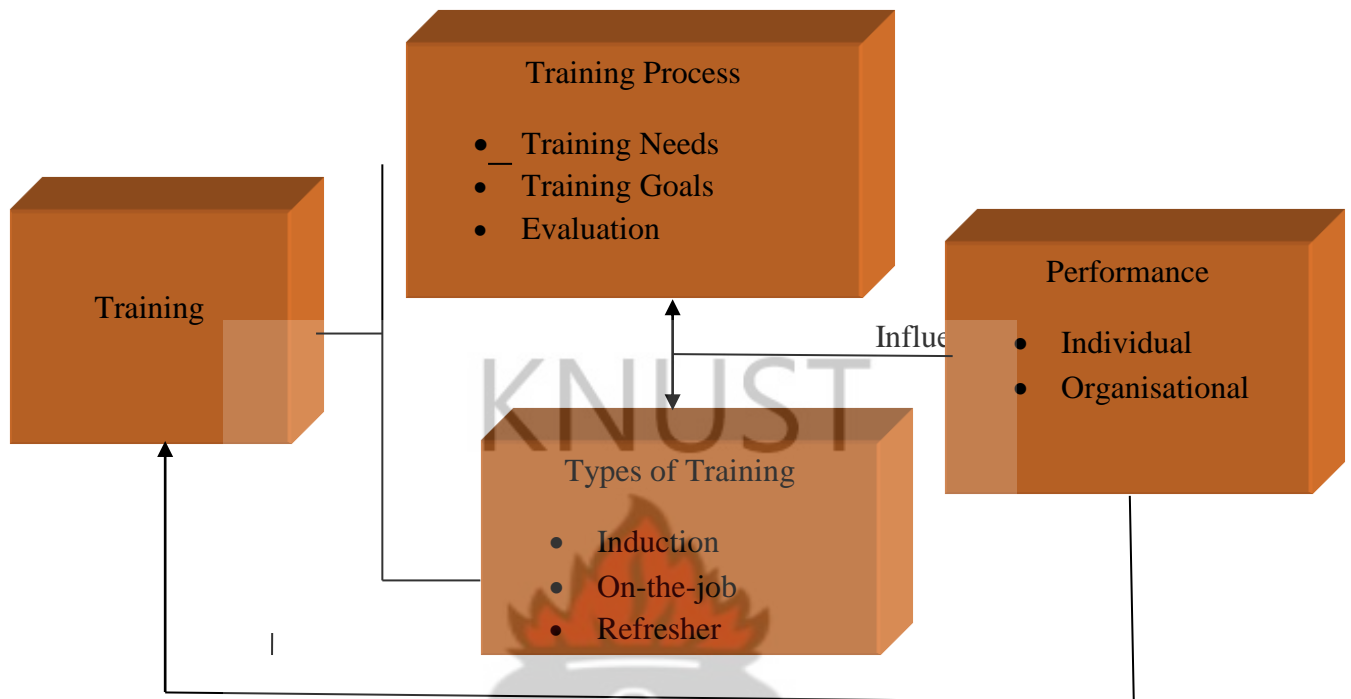 Training Process
• Training Needs
• Training Goals
• Evaluation
Training
Performance
• Individual
• Organisational
Influe
KNUST
Types of Training
• Induction
• On-the-job
• Refresher